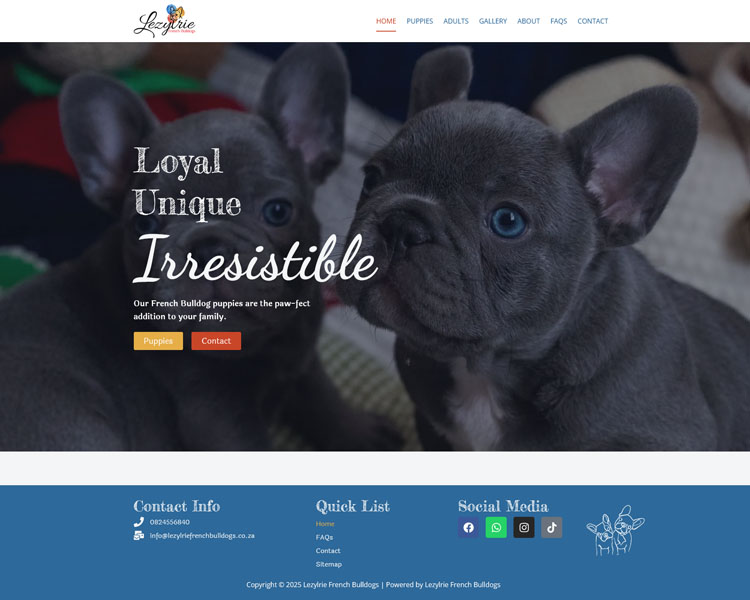 Lezylrie
French Bulldogs
HOME PUPPIES ADULTS GALLERY ABOUT FAQS CONTACT
Loyal
Unique
Irresistible
Our French Bulldog puppies are the paw-fect
addition to your family.
Puppies Contact
Contact Info
0824556840
info@lezylriefrenchbulldogs.co.za
Quick List
Home
FAQs
Contact
Sitemap
Social Media
Copyright © 2025 Lezylrie French Bulldogs | Powered by Lezylrie French Bulldogs